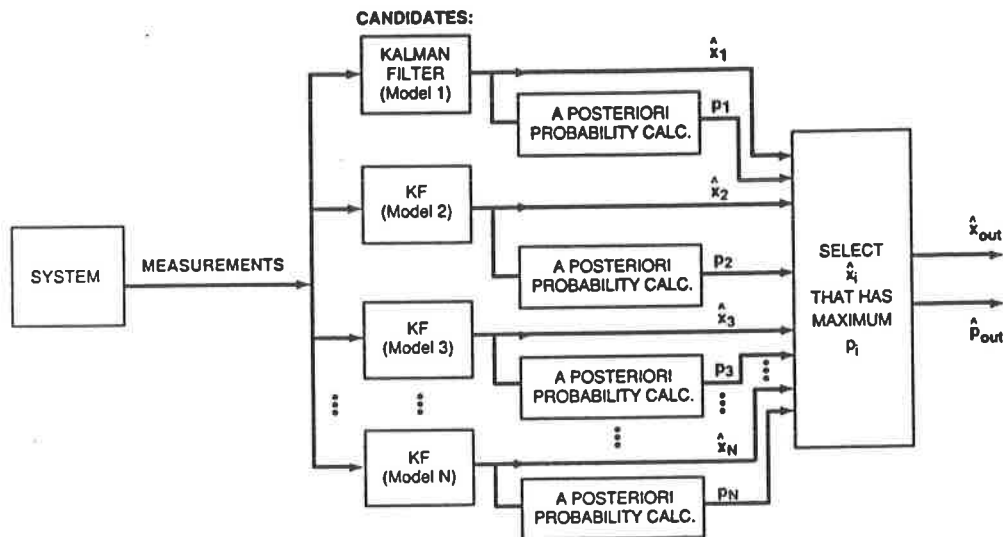 CANDIDATES:
KALMAN
FILTER
(Model 1)
x̂1
A POSTERIORI
PROBABILITY CALC.
p1
KF
(Model 2)
x̂2
A POSTERIORI
PROBABILITY CALC.
p2
SYSTEM
MEASUREMENTS
KF
(Model 3)
x̂3
A POSTERIORI
PROBABILITY CALC.
p3
KF
(Model N)
x̂N
A POSTERIORI
PROBABILITY CALC.
pN
SELECT
x̂i
THAT HAS
MAXIMUM
pi
x̂out
p̂out